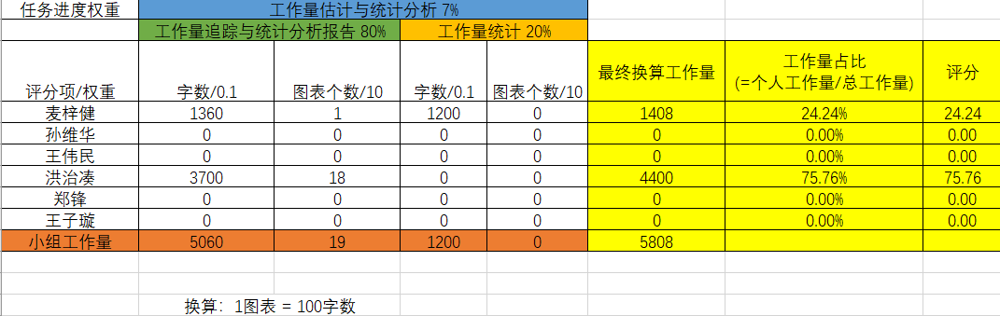 任务进度权重 工作量估计与统计分析 7%
工作量追踪与统计分析报告 80% 工作量统计 20%
评分项/权重 字数/0.1 图表个数/10 字数/0.1 图表个数/10 最终换算工作量 工作量占比 评分
(=个人工作量/总工作量)
麦梓健 1360 1 1200 0 1408 24.24% 24.24
孙维华 0 0 0 0 0 0.00% 0.00
王伟民 0 0 0 0 0 0.00% 0.00
洪治凑 3700 18 0 0 4400 75.76% 75.76
郑锋 0 0 0 0 0 0.00% 0.00
王子璇 0 0 0 0 0 0.00% 0.00
小组工作量 5060 19 1200 0 5808
换算：1图表 = 100字数